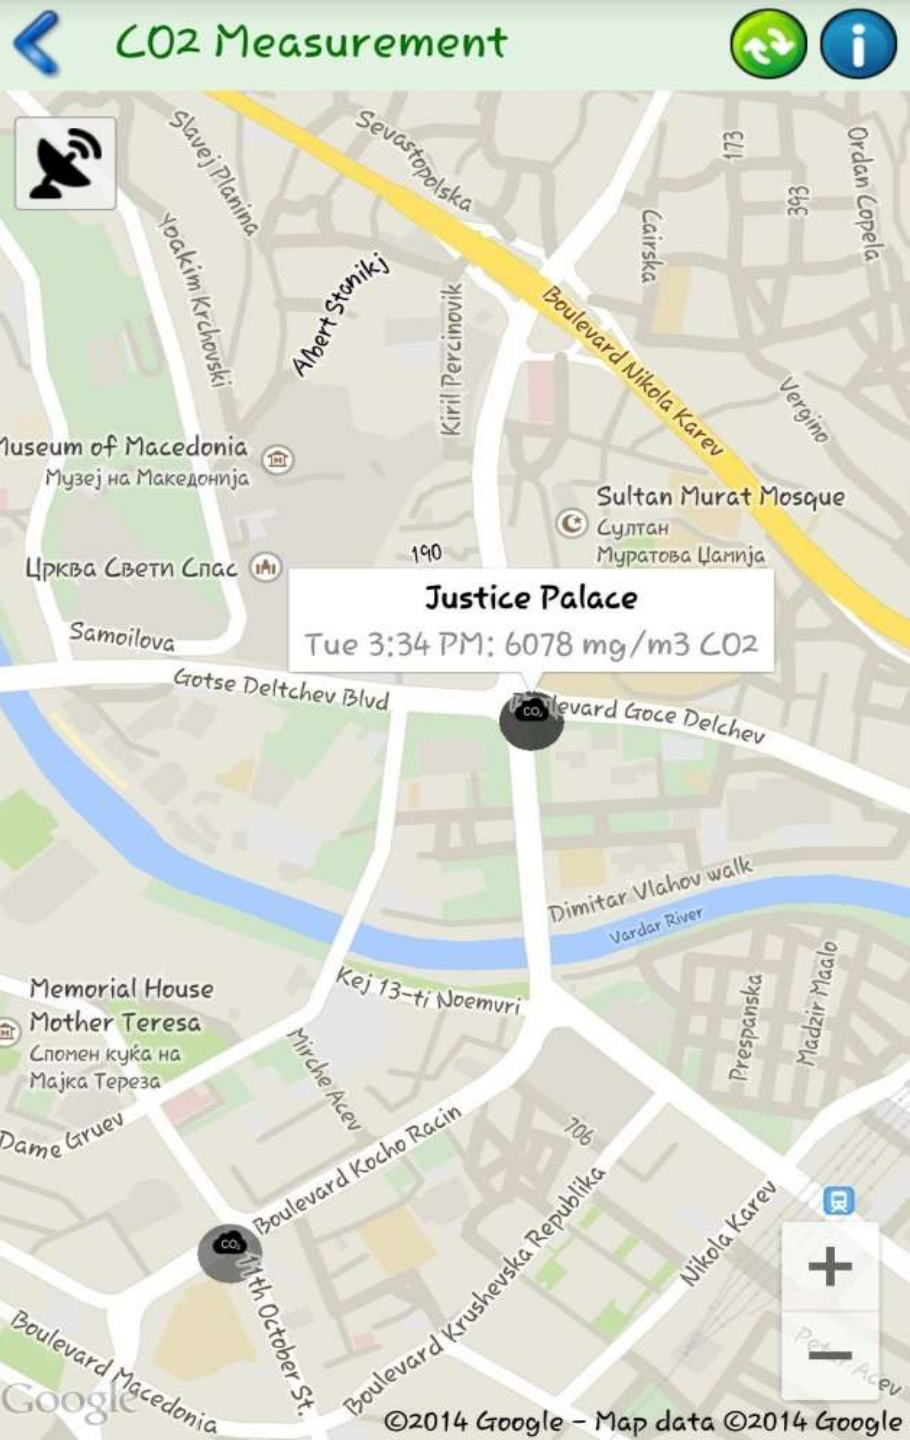 CO2 Measurement
Slavej Planina
Sevastopolska
173
363
Ordan Copela
Yoakim Krchovski
Cairska
Albert Stanikj
Kiril Percinovik
Boulevard Nikola Karev
Vergino
Museum of Macedonia
Музеј на Македонија
Sultan Murat Mosque
Султан
Муратова Џамија
190
Црква Свети Спас
Justice Palace
Tue 3:34 PM: 6078 mg/m3 CO2
Samoilova
Gotse Deltchev Blvd
CO2
Boulevard Goce Delchev
Dimitar Vlahov walk
Vardar River
Kej 13-ti Noemvri
Memorial House
Mother Teresa
Спомен куќа на
Мајка Тереза
Prespanska
Madzir Maalo
Mirche Acev
Dame Gruev
Boulevard Kocho Racin
706
CO2
11th October St.
Boulevard Krushevska Republika
Nikola Karev
Boulevard Macedonia
Petar Acev
Google
©2014 Google – Map data ©2014 Google